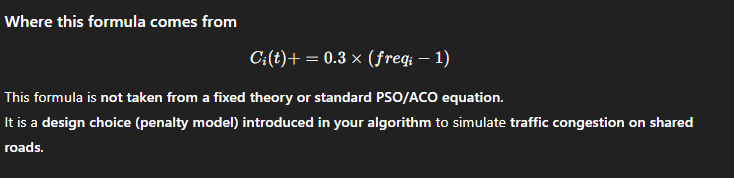 Where this formula comes from
Cᵢ(t)+ = 0.3 × (freqᵢ − 1)
This formula is not taken from a fixed theory or standard PSO/ACO equation.
It is a design choice (penalty model) introduced in your algorithm to simulate traffic congestion on shared
roads.